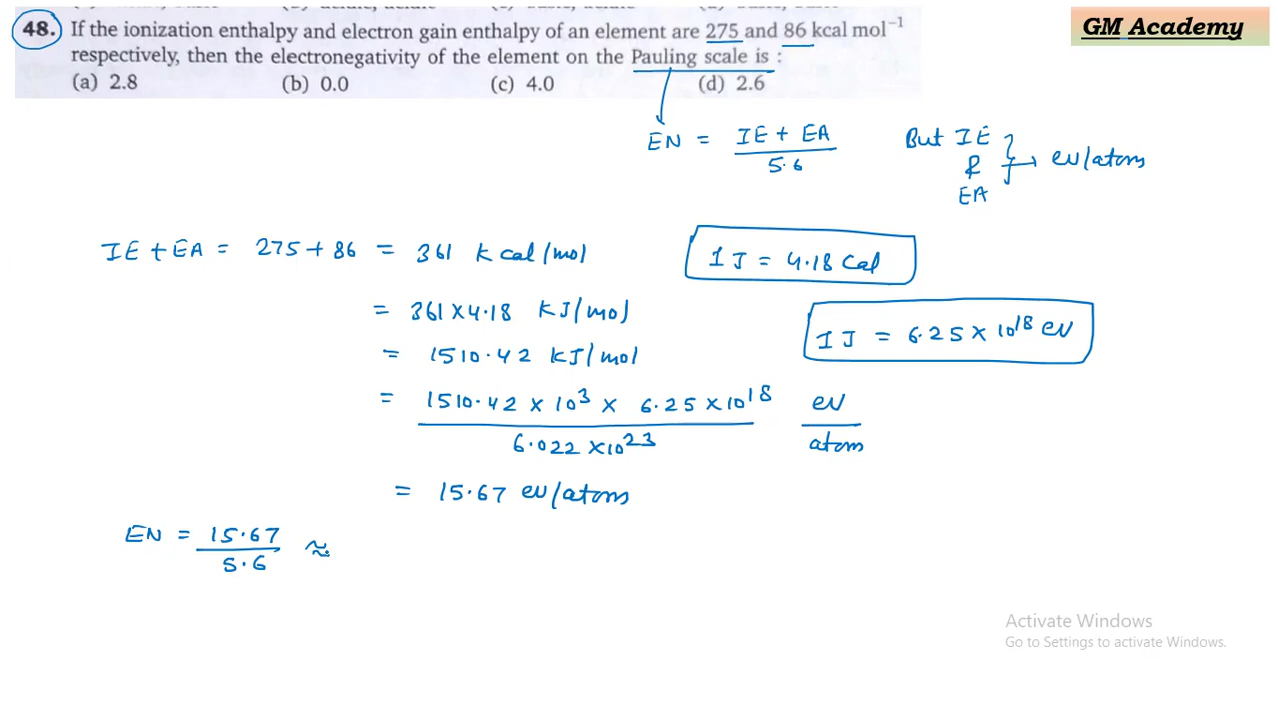 GM Academy
48. If the ionization enthalpy and electron gain enthalpy of an element are 275 and 86 kcal mol⁻¹
respectively, then the electronegativity of the element on the Pauling scale is :
(a) 2.8 (b) 0.0 (c) 4.0 (d) 2.6
EN = IE + EA / 5.6
But IE & EA → ev/atom
IE + EA = 275 + 86 = 361 K cal/mol
1 J = 4.18 Cal
= 361 × 4.18 KJ/mol
1 J = 6.25 × 10¹⁸ ev
= 1510.42 KJ/mol
= 1510.42 × 10³ × 6.25 × 10¹⁸ / 6.022 × 10²³ ev/atom
= 15.67 ev/atom
EN = 15.67 / 5.6 ≈
Activate Windows
Go to Settings to activate Windows.